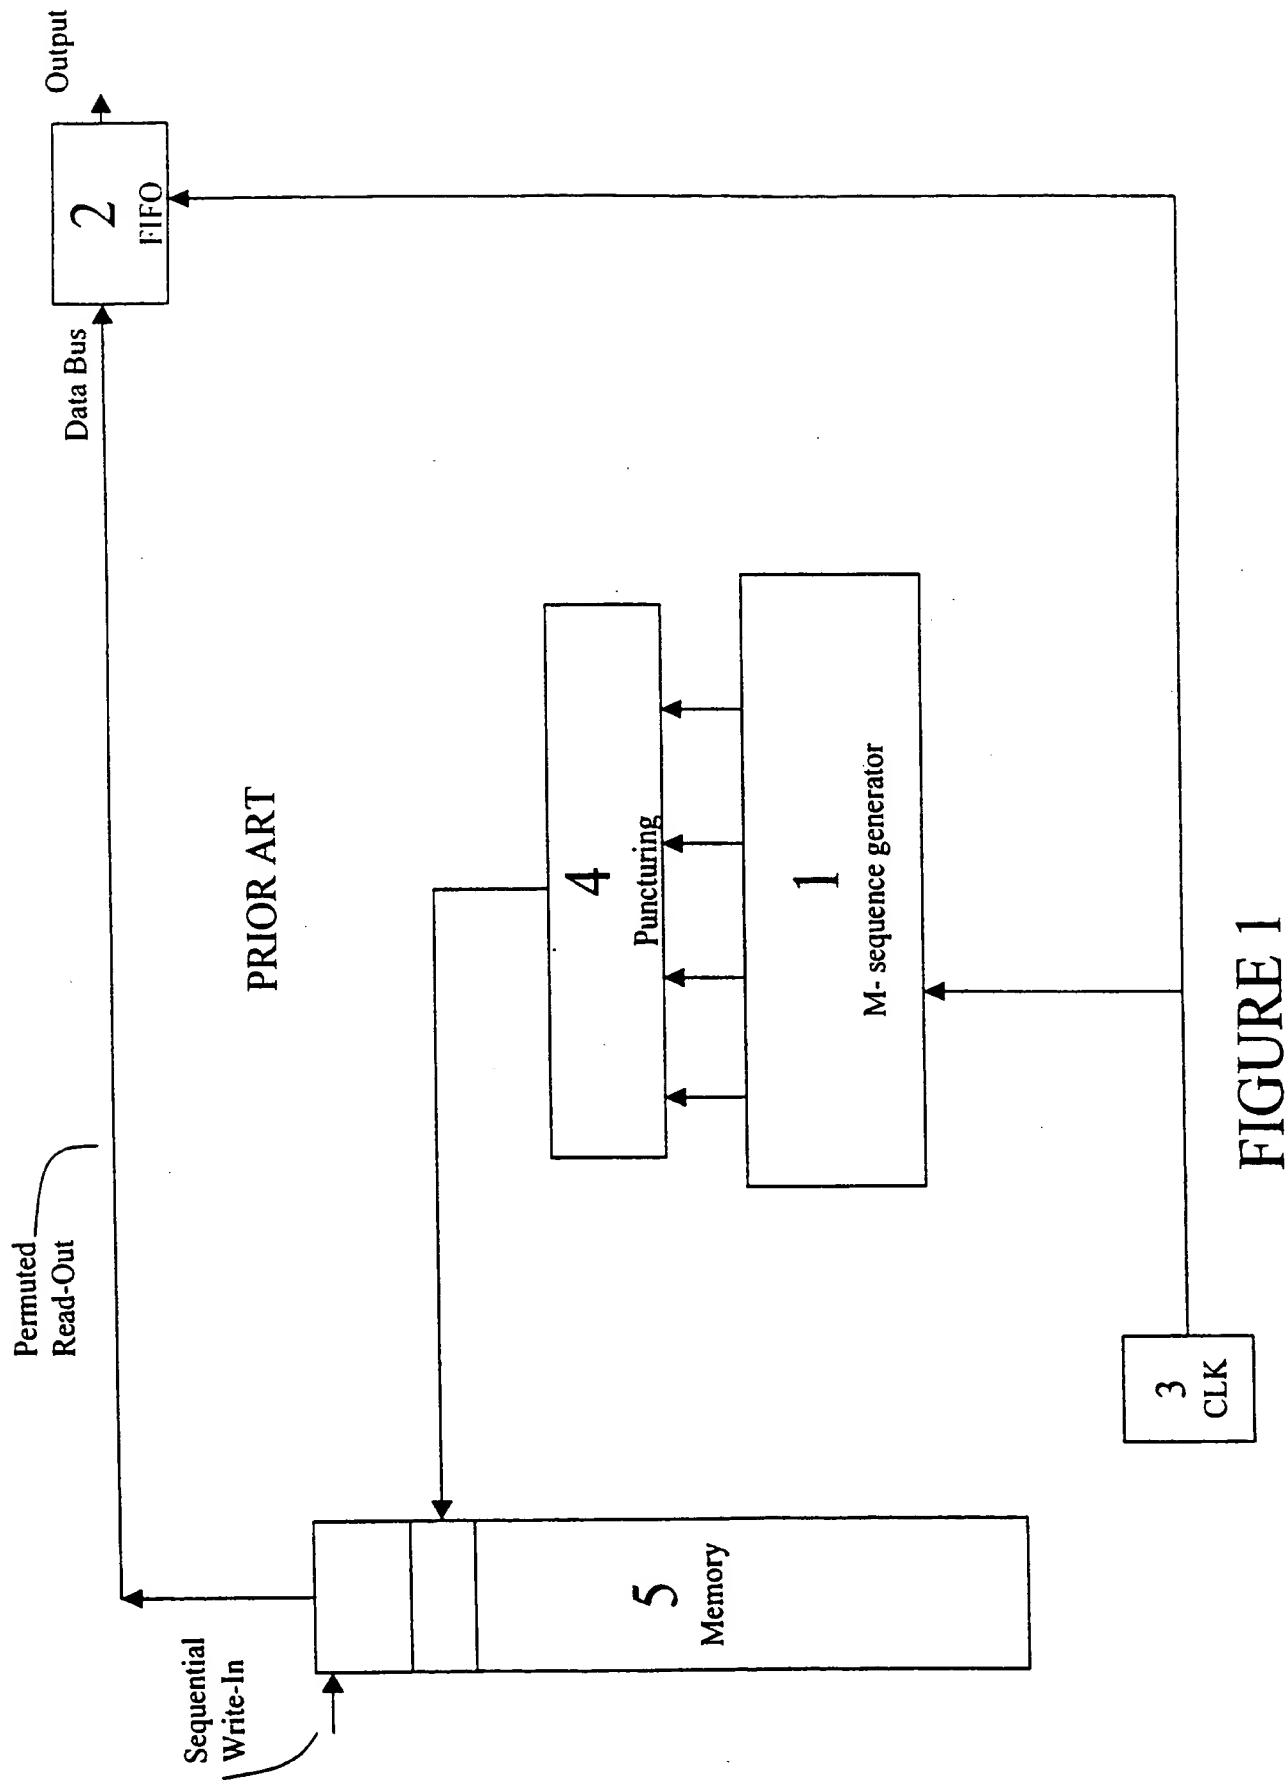 Output
2
FIFO
Data Bus
PRIOR ART
4
Puncturing
1
M- sequence generator
Permuted
Read-Out
3
CLK
5
Memory
Sequential
Write-In
FIGURE 1